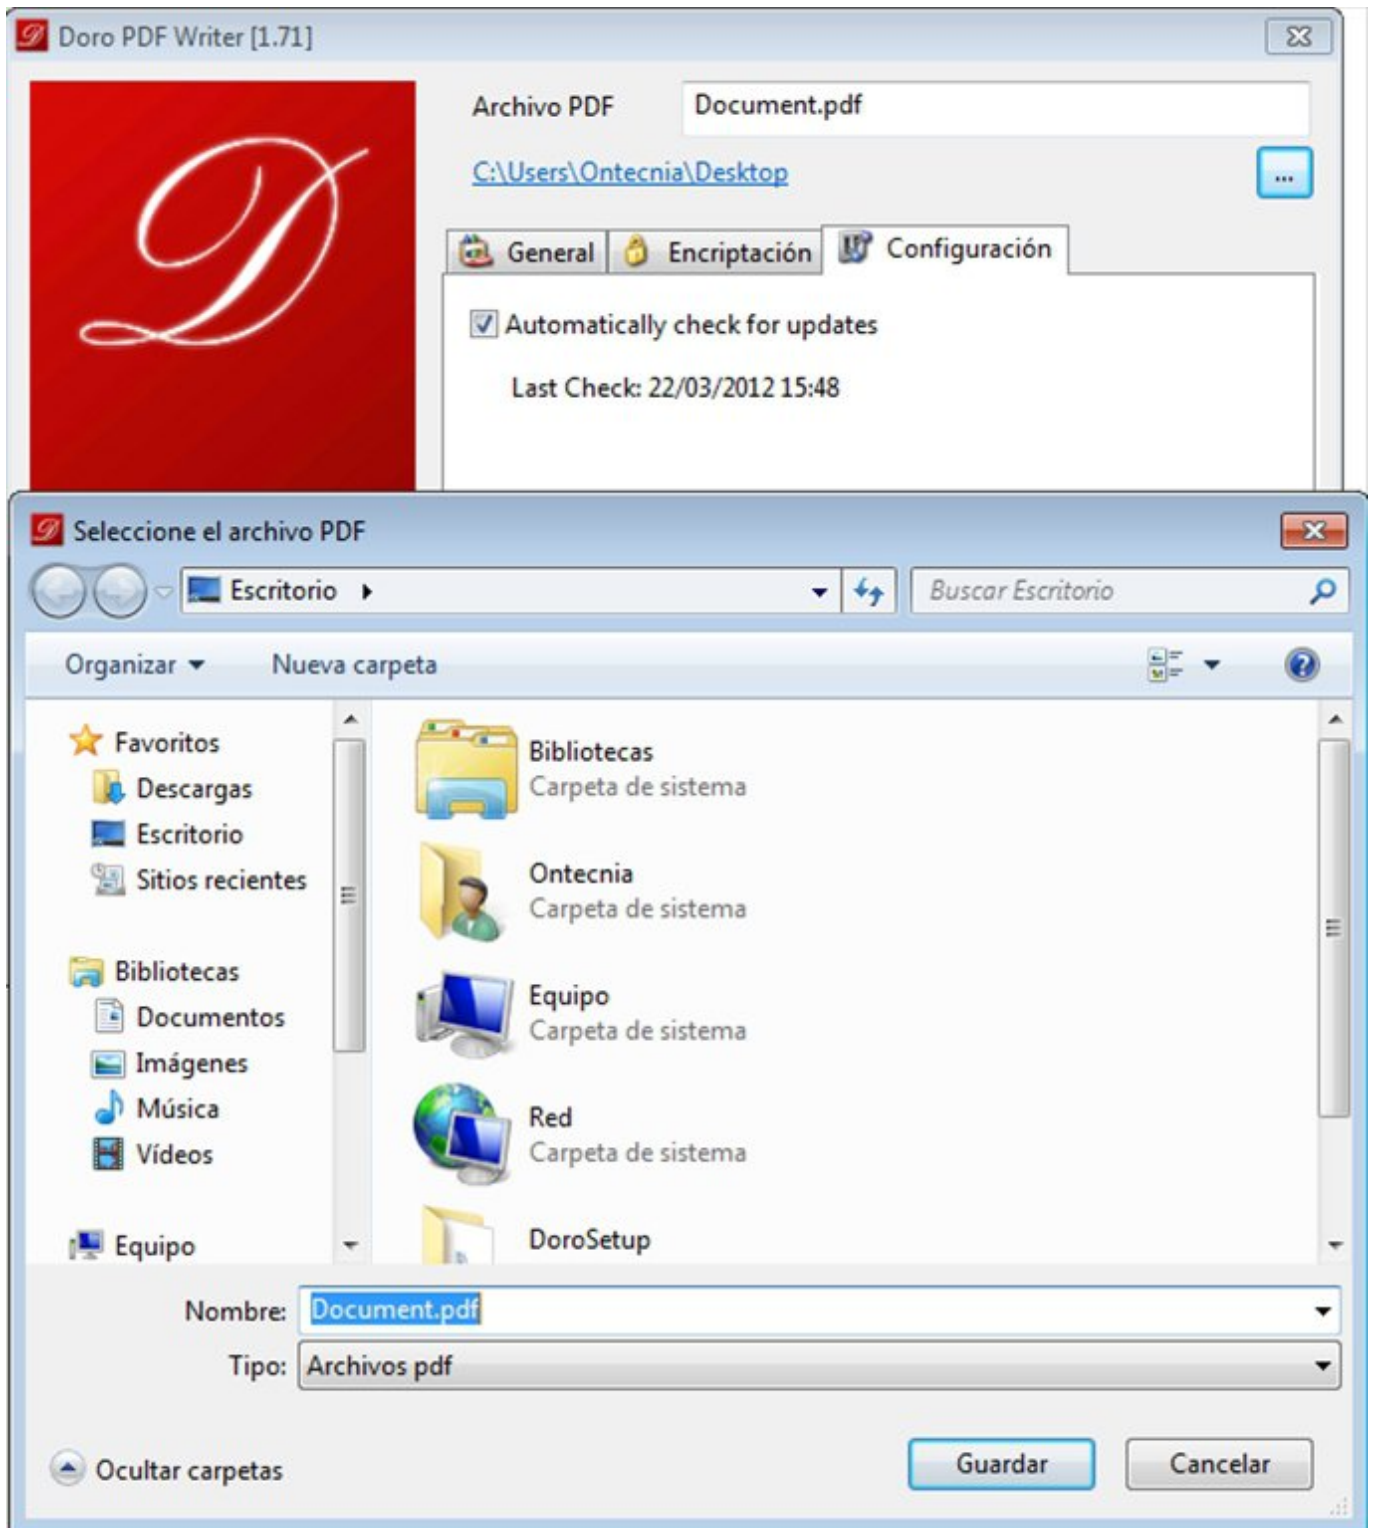 Doro PDF Writer [1.71]
Archivo PDF Document.pdf
C:\Users\Ontecnia\Desktop ...
General Encriptación Configuración
Automatically check for updates
Last Check: 22/03/2012 15:48
Seleccione el archivo PDF
Escritorio Buscar Escritorio
Organizar Nueva carpeta
Favoritos
Descargas
Escritorio
Sitios recientes
Bibliotecas
Documentos
Imágenes
Música
Vídeos
Equipo
Bibliotecas
Carpeta de sistema
Ontecnia
Carpeta de sistema
Equipo
Carpeta de sistema
Red
Carpeta de sistema
DoroSetup
Nombre: Document.pdf
Tipo: Archivos pdf
Ocultar carpetas Guardar Cancelar